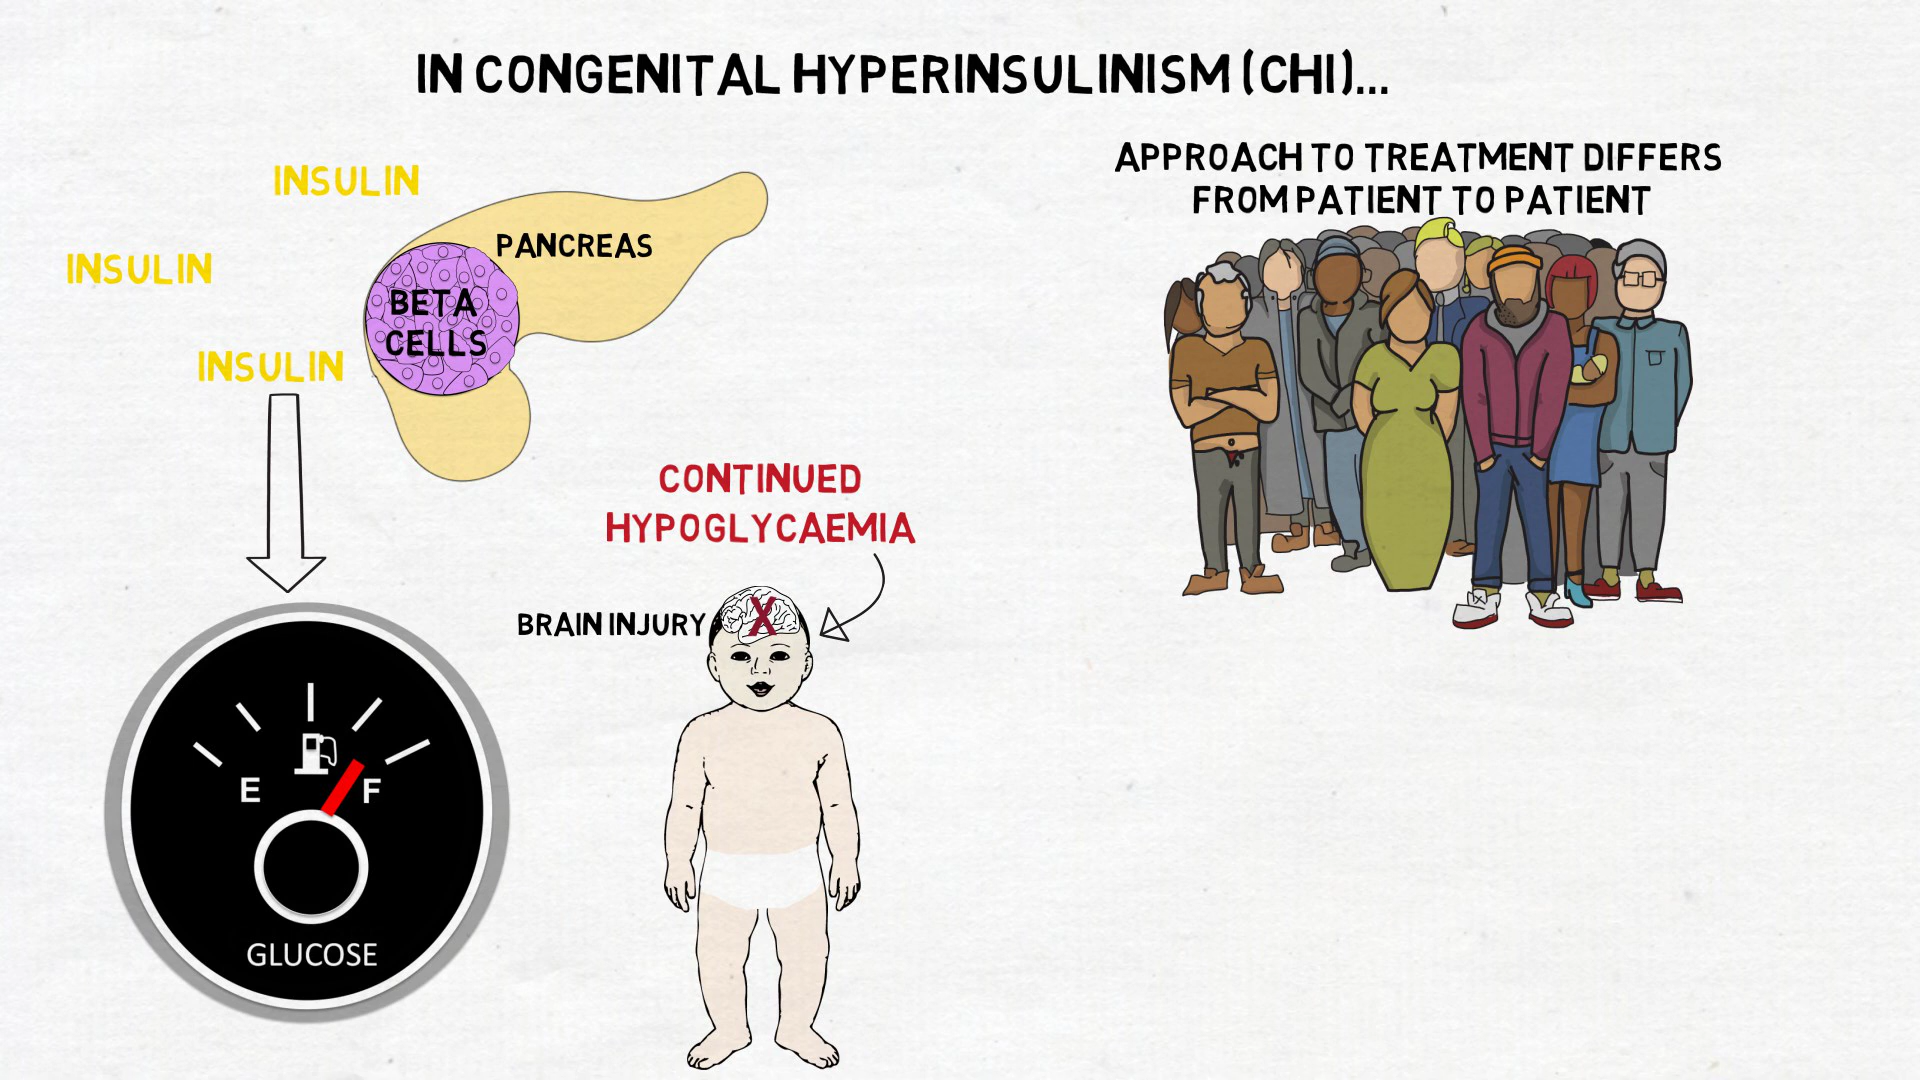 IN CONGENITAL HYPERINSULINISM (CHI)...
APPROACH TO TREATMENT DIFFERS
FROM PATIENT TO PATIENT
INSULIN
PANCREAS
INSULIN
BETA
CELLS
INSULIN
CONTINUED
HYPOGLYCAEMIA
BRAIN INJURY
X
E
F
GLUCOSE